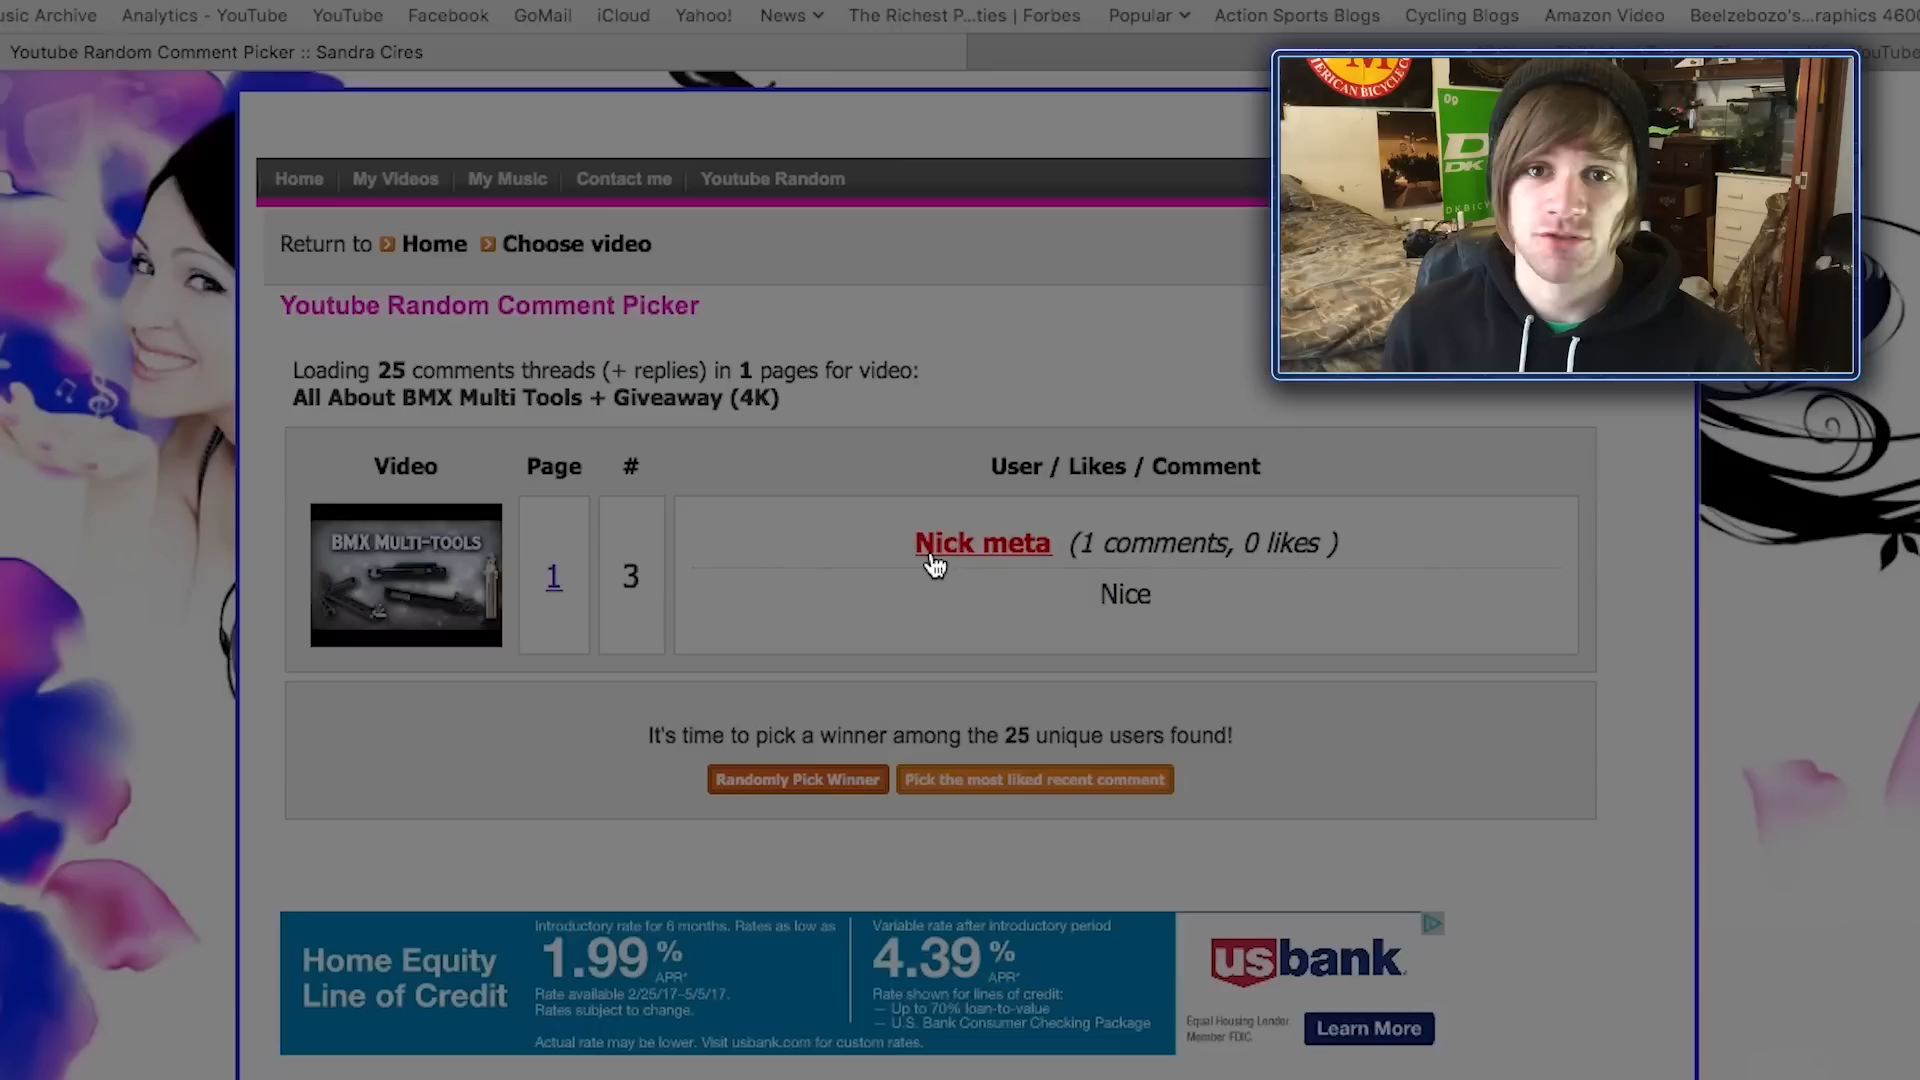 usic Archive Analytics - YouTube YouTube Facebook GoMail iCloud Yahoo! News The Richest P...ties | Forbes Popular Action Sports Blogs Cycling Blogs Amazon Video Beelzebozo's...raphics 4600
Youtube Random Comment Picker :: Sandra Cires
YouTube
MERICAN BICYCLE CO
09
D
DK
DKBICY
Home My Videos My Music Contact me Youtube Random
Return to Home Choose video
Youtube Random Comment Picker
Loading 25 comments threads (+ replies) in 1 pages for video:
All About BMX Multi Tools + Giveaway (4K)
Video Page # User / Likes / Comment
BMX MULTI-TOOLS
1 3
Nick meta (1 comments, 0 likes )
Nice
It's time to pick a winner among the 25 unique users found!
Randomly Pick Winner Pick the most liked recent comment
Home Equity
Line of Credit
Introductory rate for 6 months. Rates as low as
1.99%
APR*
Rate available 2/25/17–5/5/17.
Rates subject to change.
Variable rate after introductory period
4.39%
APR*
Rate shown for lines of credit:
– Up to 70% loan-to-value
– U.S. Bank Consumer Checking Package
Actual rate may be lower. Visit usbank.com for custom rates.
usbank.
Equal Housing Lender
Member FDIC.
Learn More